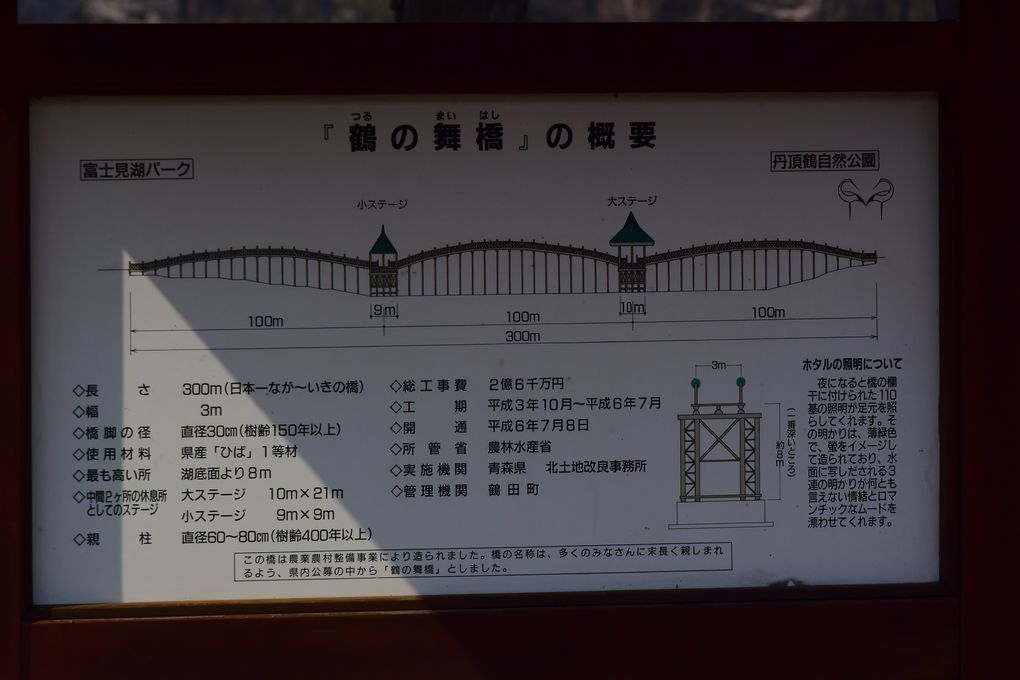 つる まい はし
『鶴の舞橋』の概要
富士見湖パーク
丹頂鶴自然公園
小ステージ
大ステージ
9m
10m
100m
100m
100m
300m
◇長さ 300m(日本一なが～いきの橋)
◇幅 3m
◇橋脚の径 直径30㎝(樹齢150年以上)
◇使用材料 県産「ひば」1等材
◇最も高い所 湖底面より8m
◇中間2ヶ所の休息所
としてのステージ
大ステージ 10m×21m
小ステージ 9m×9m
◇親柱 直径60～80㎝(樹齢400年以上)
◇総工事費 2億6千万円
◇工期 平成3年10月～平成6年7月
◇開通 平成6年7月8日
◇所管省 農林水産省
◇実施機関 青森県 北土地改良事務所
◇管理機関 鶴田町
3m
(一番深いところ)
約8m
ホタルの照明について
夜になると橋の欄
干に付けられた110
基の照明が足元を照
らしてくれます。そ
の明かりは、薄緑色
で、蛍をイメージし
て造られており、水
面に写しだされる3
連の明かりが何とも
言えない情緒とロマ
ンチックなムードを
漂わせてくれます。
この橋は農業農村整備事業により造られました。橋の名称は、多くのみなさんに末長く親しまれ
るよう、県内公募の中から「鶴の舞橋」としました。